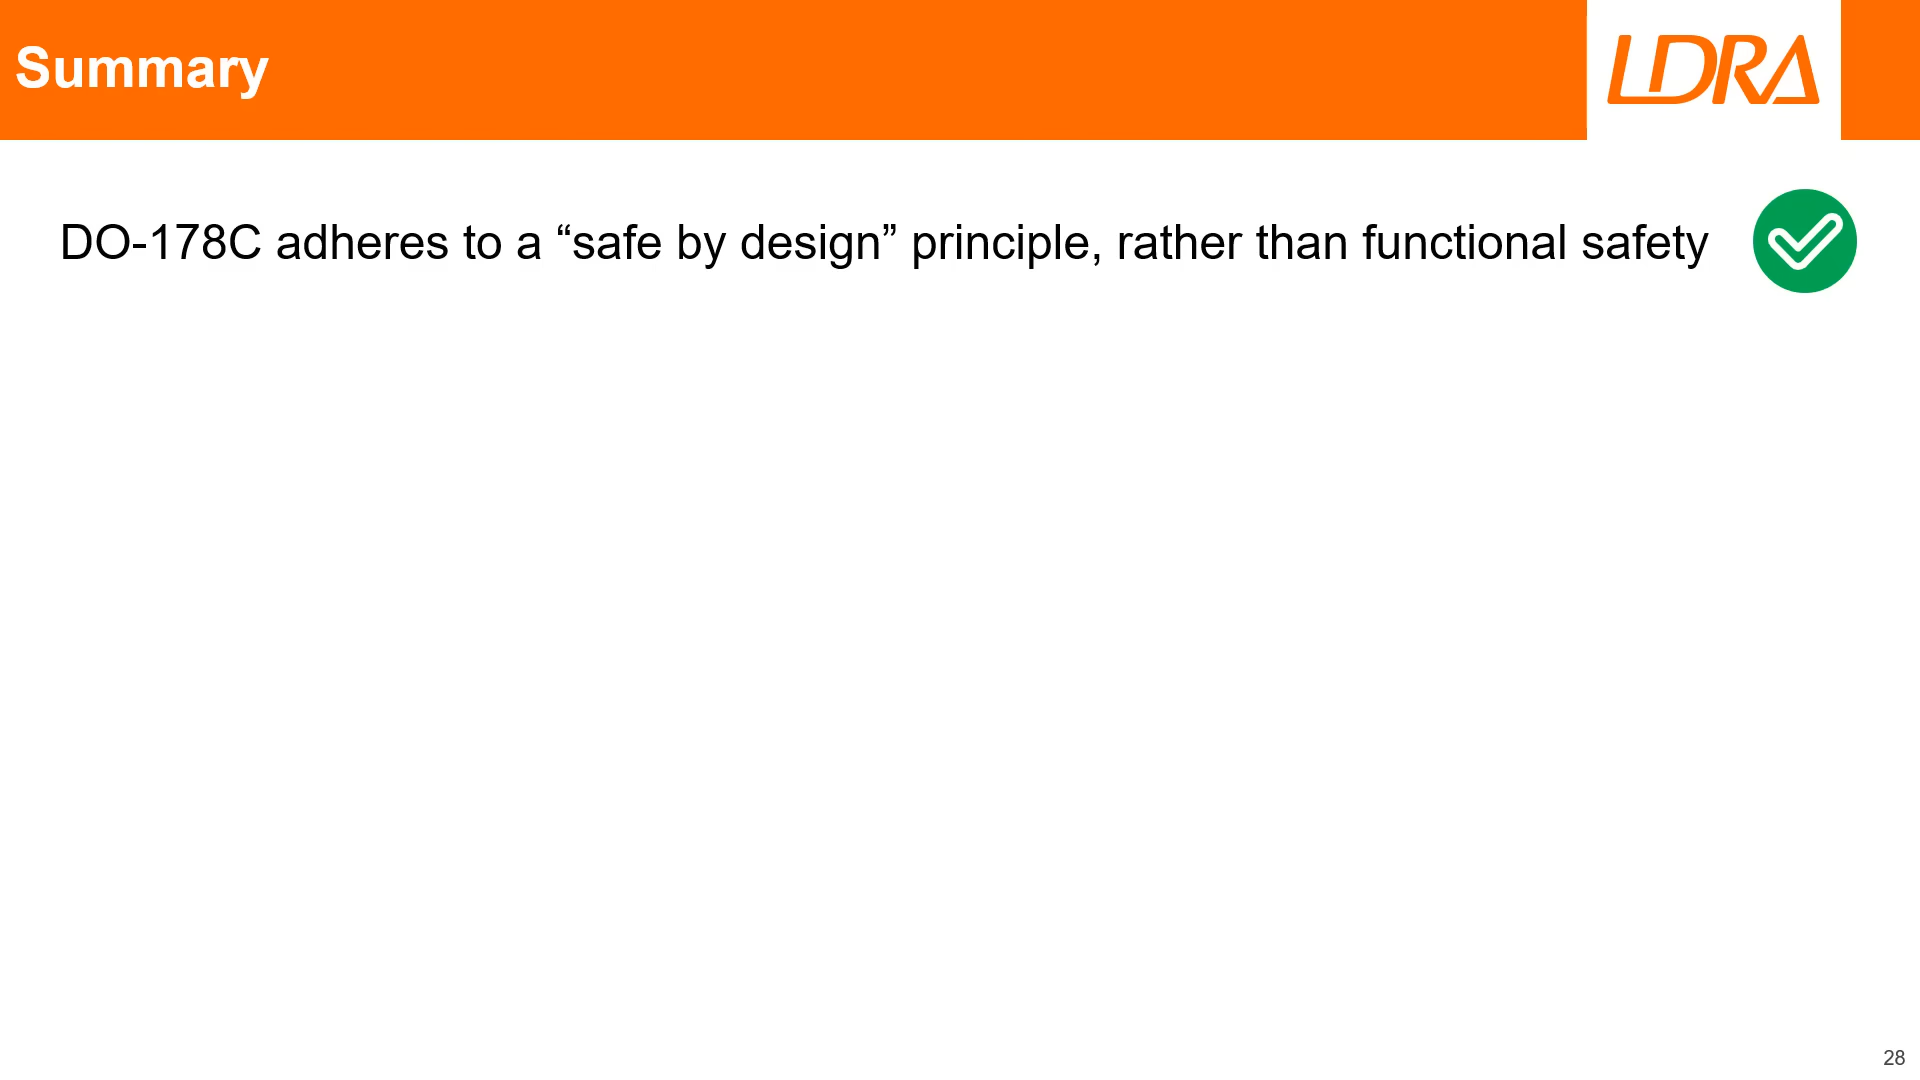 Summary
LDRA
DO-178C adheres to a “safe by design” principle, rather than functional safety
28